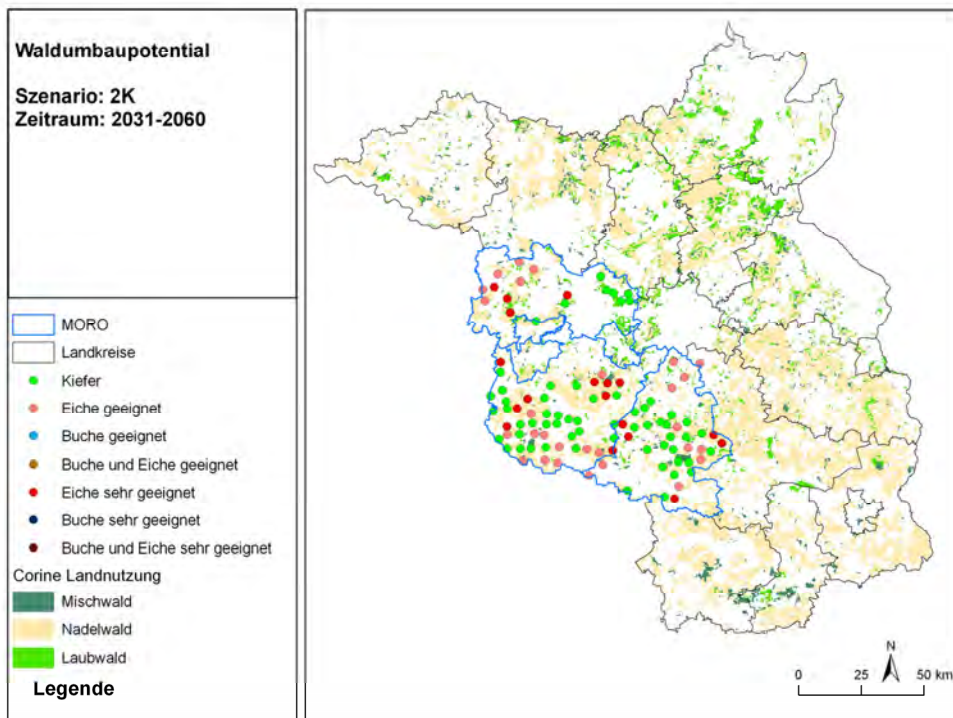 Waldumbaupotential
Szenario: 2K
Zeitraum: 2031-2060
MORO
Landkreise
Kiefer
Eiche geeignet
Buche geeignet
Buche und Eiche geeignet
Eiche sehr geeignet
Buche sehr geeignet
Buche und Eiche sehr geeignet
Corine Landnutzung
Mischwald
Nadelwald
Laubwald
Legende
N
0 25 50 km